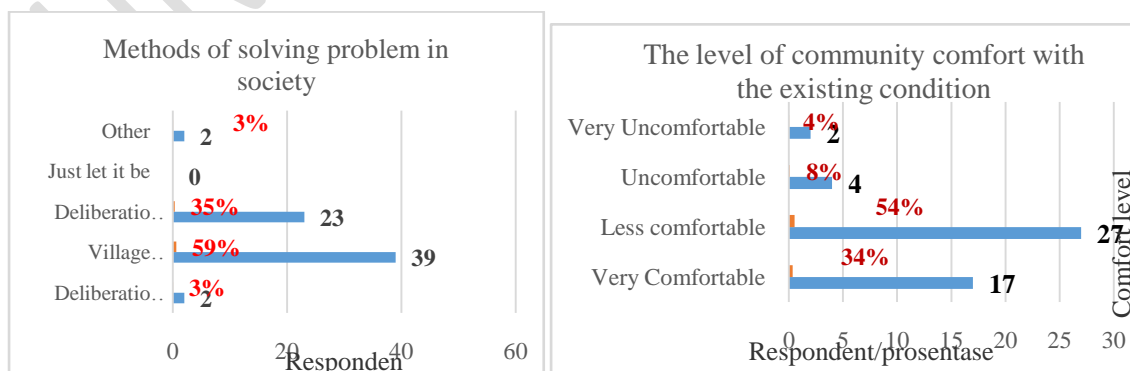 Methods of solving problem in
society
Other
2
3%
Just let it be
0
Deliberatio..
35%
23
Village
59%
39
Deliberatio..
3%
2
0
20
40
60
Responden
The level of community comfort with
the existing condition
Very Uncomfortable
4%
2
Uncomfortable
8%
4
Less comfortable
54%
27
Very Comfortable
34%
17
0
5
10
15
20
25
30
Respondent/prosentase
Comfort level